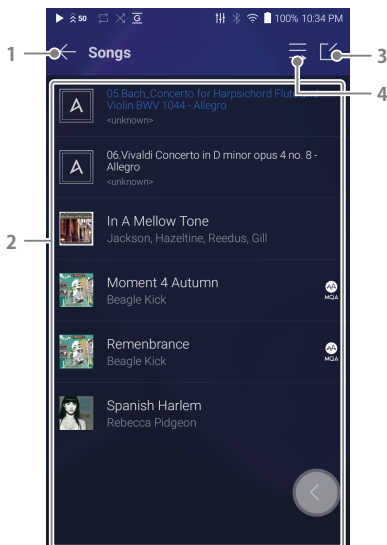 50 G 100% 10:34 PM
1 Songs 3
4
05.Bach_Concerto for Harpsichord Flute and
Violin BWV 1044 - Allegro
<unknown>
06.Vivaldi Concerto in D minor opus 4 no. 8 -
Allegro
<unknown>
2
In A Mellow Tone
Jackson, Hazeltine, Reedus, Gill
Moment 4 Autumn
Beagle Kick
MQA
Remenbrance
Beagle Kick
MQA
Spanish Harlem
Rebecca Pidgeon